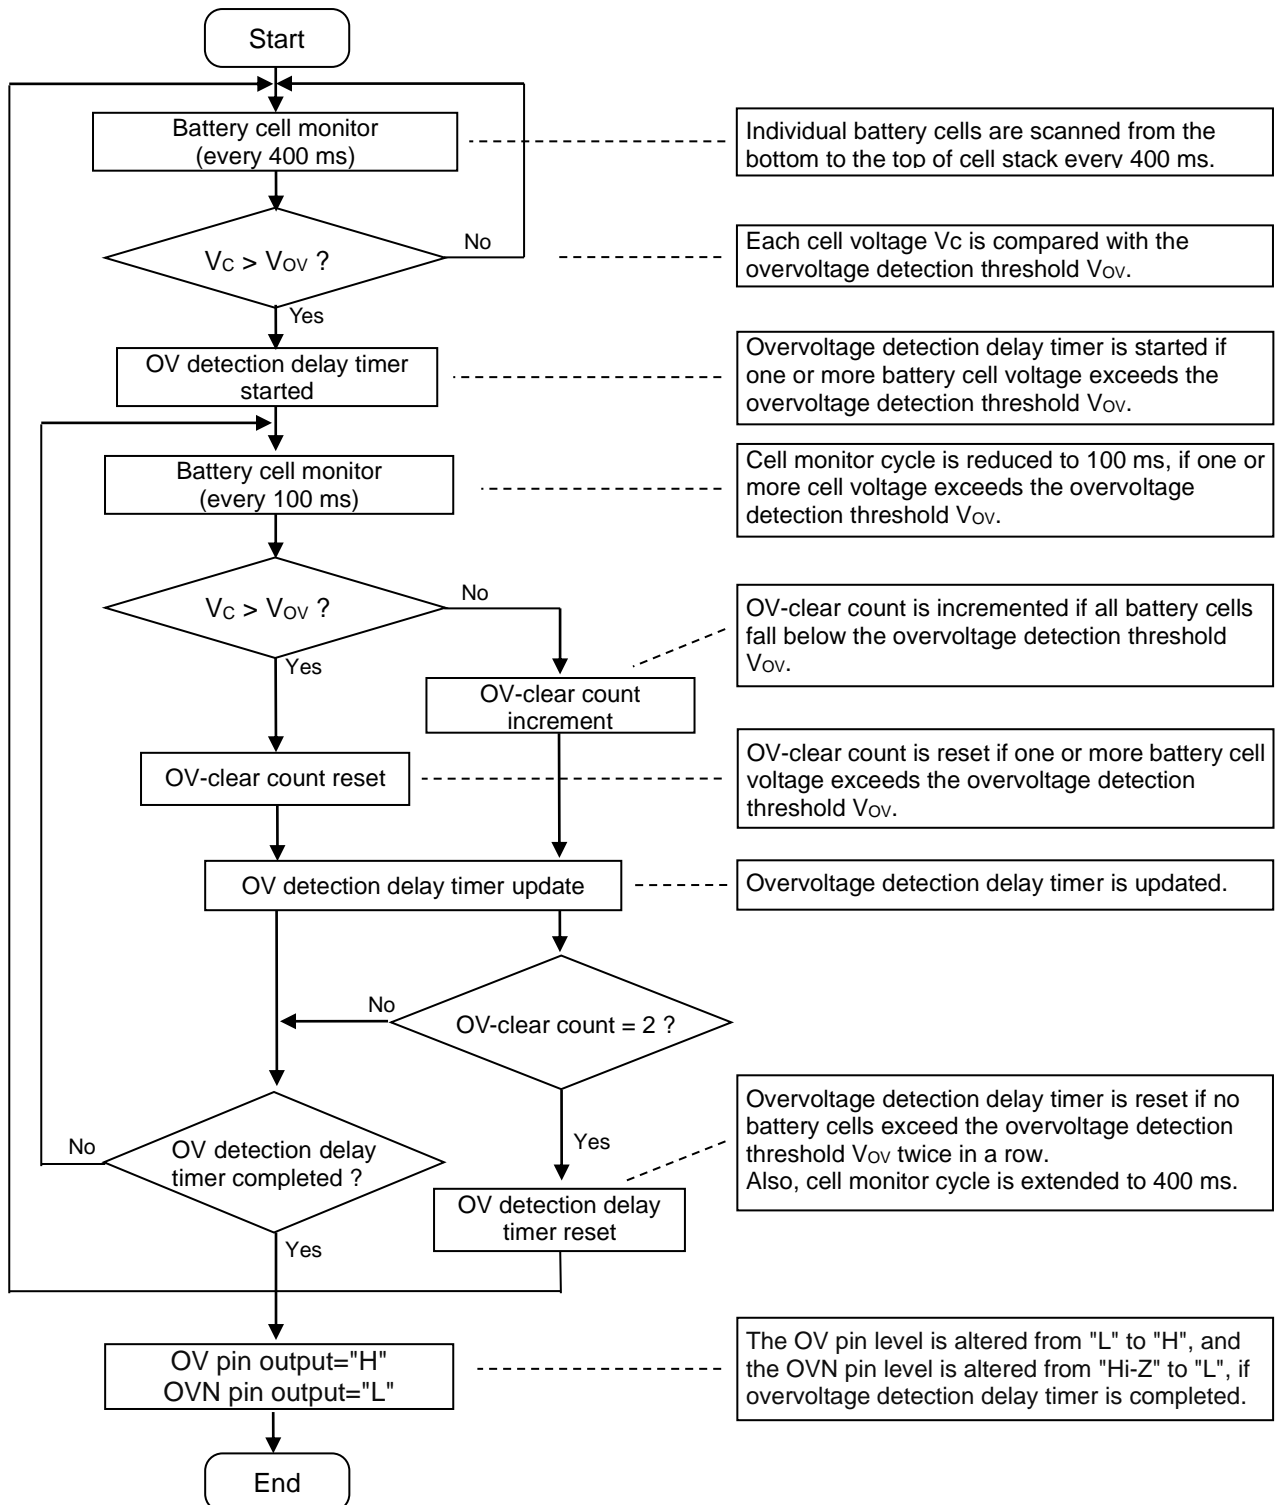 Start
Battery cell monitor
(every 400 ms)
Individual battery cells are scanned from the
bottom to the top of cell stack every 400 ms.
VC > VOV ?
No
Each cell voltage Vc is compared with the
overvoltage detection threshold VOV.
Yes
OV detection delay timer
started
Overvoltage detection delay timer is started if
one or more battery cell voltage exceeds the
overvoltage detection threshold VOV.
Battery cell monitor
(every 100 ms)
Cell monitor cycle is reduced to 100 ms, if one or
more cell voltage exceeds the overvoltage
detection threshold VOV.
VC > VOV ?
No
Yes
OV-clear count is incremented if all battery cells
fall below the overvoltage detection threshold
VOV.
OV-clear count
increment
OV-clear count reset
OV-clear count is reset if one or more battery cell
voltage exceeds the overvoltage detection
threshold VOV.
OV detection delay timer update
Overvoltage detection delay timer is updated.
No
OV-clear count = 2 ?
Yes
Overvoltage detection delay timer is reset if no
battery cells exceed the overvoltage detection
threshold VOV twice in a row.
Also, cell monitor cycle is extended to 400 ms.
No
OV detection delay
timer completed ?
Yes
OV detection delay
timer reset
OV pin output="H"
OVN pin output="L"
The OV pin level is altered from "L" to "H", and
the OVN pin level is altered from "Hi-Z" to "L", if
overvoltage detection delay timer is completed.
End